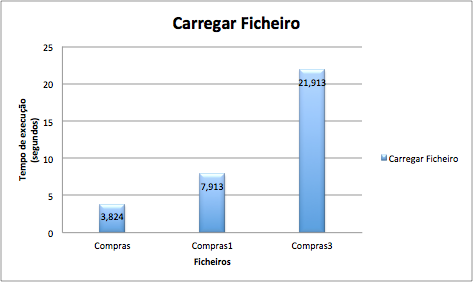 Carregar Ficheiro
Tempo de execução
(segundos)
25
20
15
10
5
0
3,824
7,913
21,913
Compras
Compras1
Compras3
Ficheiros
Carregar Ficheiro